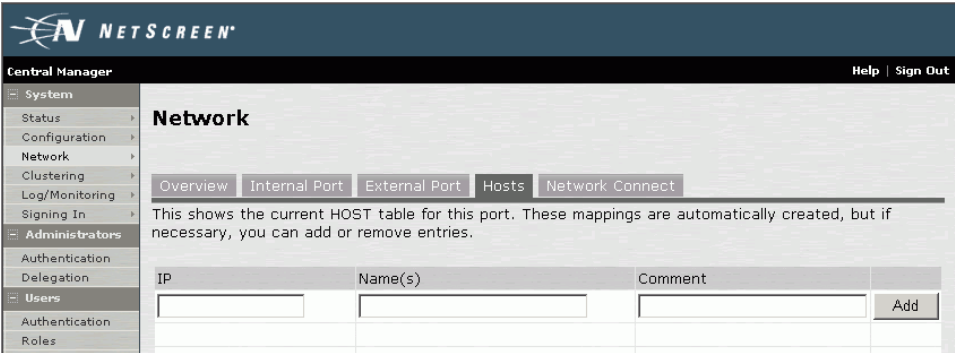 NETSCREEN®
Central Manager
Help | Sign Out
System
Status
Configuration
Network
Clustering
Log/Monitoring
Signing In
Administrators
Authentication
Delegation
Users
Authentication
Roles
Network
Overview Internal Port External Port Hosts Network Connect
This shows the current HOST table for this port. These mappings are automatically created, but if
necessary, you can add or remove entries.
IP Name(s) Comment
Add